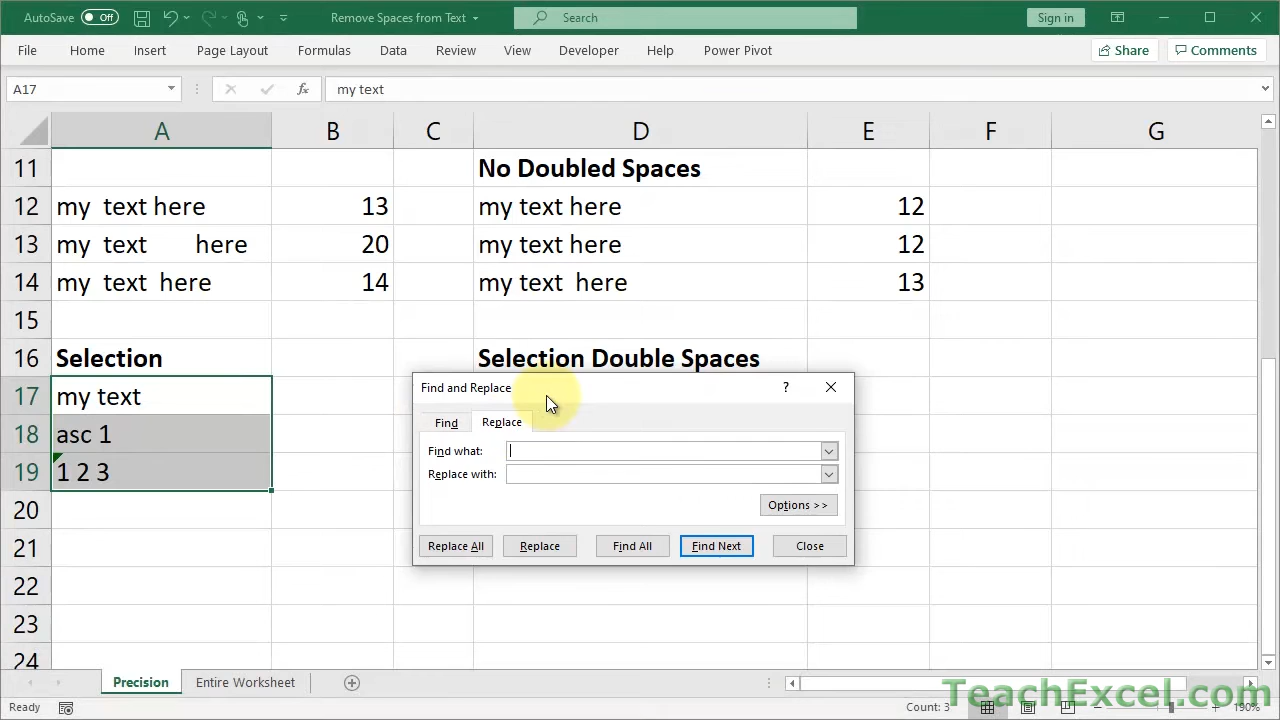 AutoSave Off Remove Spaces from Text Search Sign in
File Home Insert Page Layout Formulas Data Review View Developer Help Power Pivot Share Comments
A17 fx my text
A B C D E F G
11 No Doubled Spaces
12 my  text here 13 my text here 12
13 my  text       here 20 my text here 12
14 my  text  here 14 my text  here 13
15
16 Selection Selection Double Spaces
17 my text
18 asc 1
19 1 2 3
20
21
22
23
24
Find and Replace ?
Find Replace
Find what:
Replace with:
Options >>
Replace All Replace Find All Find Next Close
Precision Entire Worksheet
Ready Count: 3 190%
TeachExcel.com